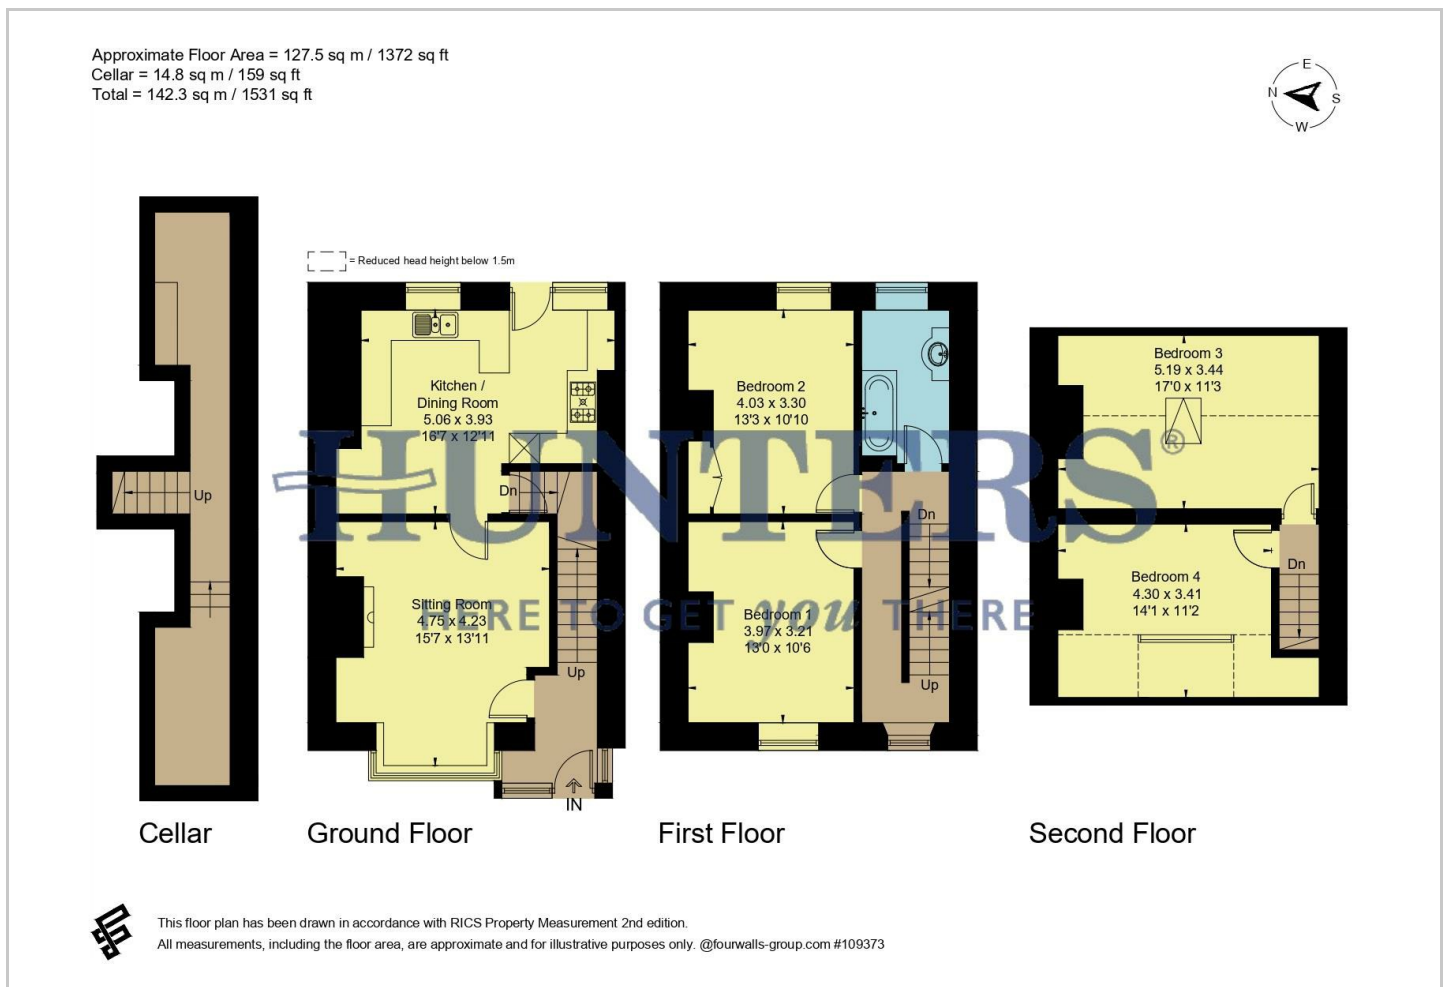 Approximate Floor Area = 127.5 sq m / 1372 sq ft
Cellar = 14.8 sq m / 159 sq ft
Total = 142.3 sq m / 1531 sq ft
E
N
S
W
= Reduced head height below 1.5m
Up
Kitchen /
Dining Room
5.06 x 3.93
16'7 x 12'11
Dn
Sitting Room
4.75 x 4.23
15'7 x 13'11
Up
IN
Bedroom 2
4.03 x 3.30
13'3 x 10'10
Dn
Bedroom 1
3.97 x 3.21
13'0 x 10'6
Up
Bedroom 3
5.19 x 3.44
17'0 x 11'3
Bedroom 4
4.30 x 3.41
14'1 x 11'2
Dn
HUNTERS®
HERE TO GET you THERE
Cellar
Ground Floor
First Floor
Second Floor
This floor plan has been drawn in accordance with RICS Property Measurement 2nd edition.
All measurements, including the floor area, are approximate and for illustrative purposes only. @fourwalls-group.com #109373